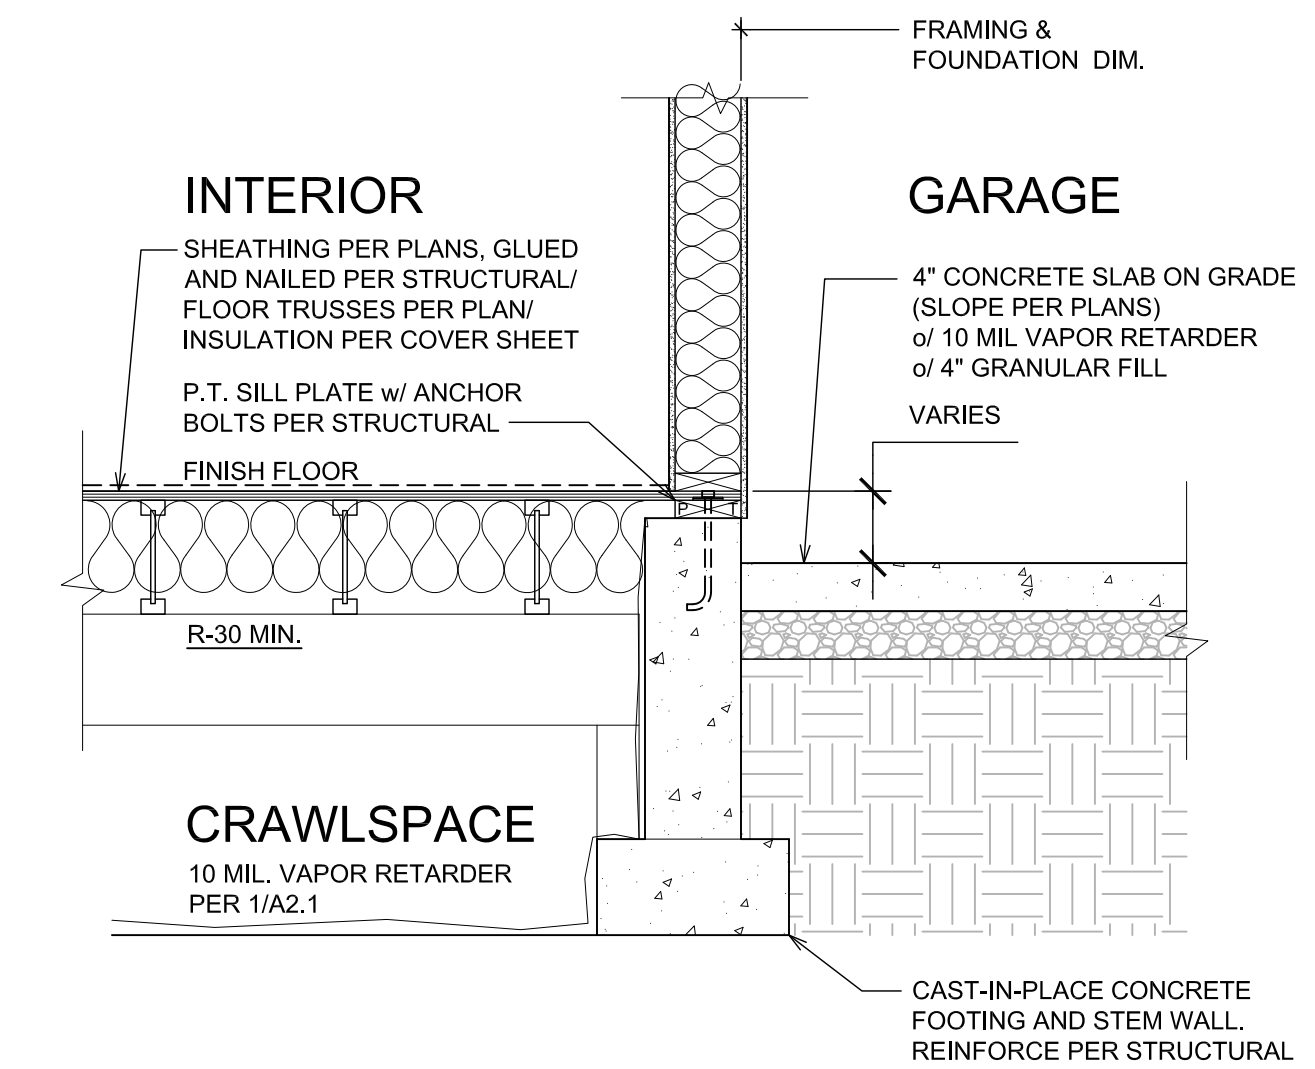 FRAMING &
FOUNDATION DIM.
INTERIOR
GARAGE
SHEATHING PER PLANS, GLUED
AND NAILED PER STRUCTURAL/
FLOOR TRUSSES PER PLAN/
INSULATION PER COVER SHEET
4" CONCRETE SLAB ON GRADE
(SLOPE PER PLANS)
o/ 10 MIL VAPOR RETARDER
o/ 4" GRANULAR FILL
P.T. SILL PLATE w/ ANCHOR
BOLTS PER STRUCTURAL
VARIES
FINISH FLOOR
P T
R-30 MIN.
CRAWLSPACE
10 MIL. VAPOR RETARDER
PER 1/A2.1
CAST-IN-PLACE CONCRETE
FOOTING AND STEM WALL.
REINFORCE PER STRUCTURAL